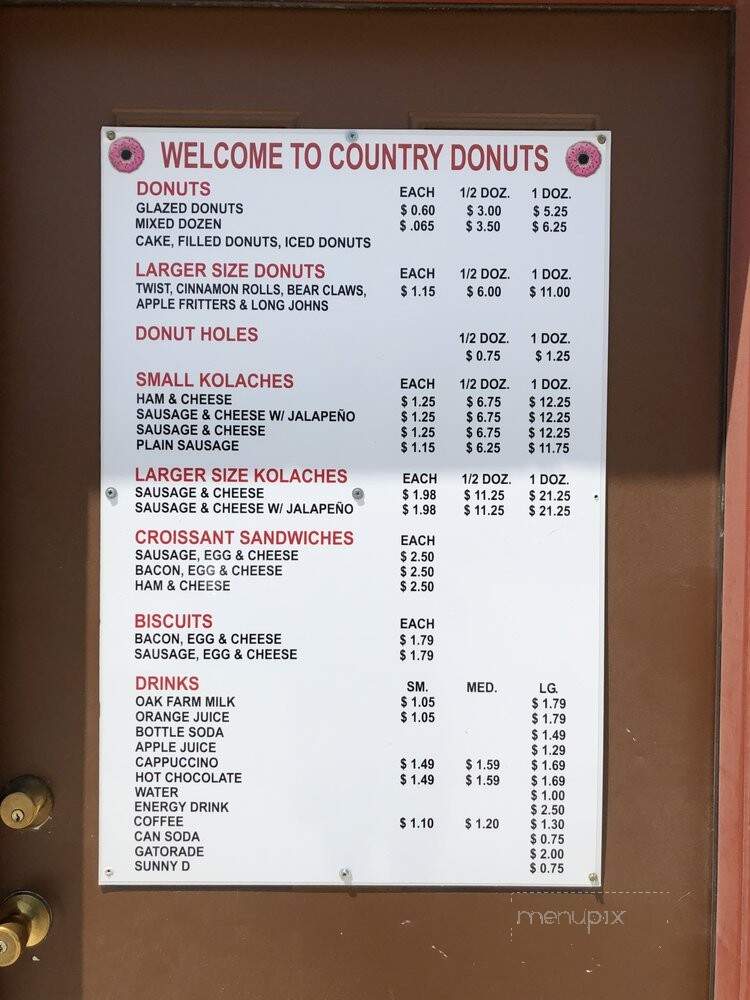 WELCOME TO COUNTRY DONUTS
DONUTS EACH 1/2 DOZ. 1 DOZ.
GLAZED DONUTS $ 0.60 $ 3.00 $ 5.25
MIXED DOZEN $ .065 $ 3.50 $ 6.25
CAKE, FILLED DONUTS, ICED DONUTS
LARGER SIZE DONUTS EACH 1/2 DOZ. 1 DOZ.
TWIST, CINNAMON ROLLS, BEAR CLAWS, $ 1.15 $ 6.00 $ 11.00
APPLE FRITTERS & LONG JOHNS
DONUT HOLES 1/2 DOZ. 1 DOZ.
$ 0.75 $ 1.25
SMALL KOLACHES EACH 1/2 DOZ. 1 DOZ.
HAM & CHEESE $ 1.25 $ 6.75 $ 12.25
SAUSAGE & CHEESE W/ JALAPEÑO $ 1.25 $ 6.75 $ 12.25
SAUSAGE & CHEESE $ 1.25 $ 6.75 $ 12.25
PLAIN SAUSAGE $ 1.15 $ 6.25 $ 11.75
LARGER SIZE KOLACHES EACH 1/2 DOZ. 1 DOZ.
SAUSAGE & CHEESE $ 1.98 $ 11.25 $ 21.25
SAUSAGE & CHEESE W/ JALAPEÑO $ 1.98 $ 11.25 $ 21.25
CROISSANT SANDWICHES EACH
SAUSAGE, EGG & CHEESE $ 2.50
BACON, EGG & CHEESE $ 2.50
HAM & CHEESE $ 2.50
BISCUITS EACH
BACON, EGG & CHEESE $ 1.79
SAUSAGE, EGG & CHEESE $ 1.79
DRINKS SM. MED. LG.
OAK FARM MILK $ 1.05 $ 1.79
ORANGE JUICE $ 1.05 $ 1.79
BOTTLE SODA $ 1.49
APPLE JUICE $ 1.29
CAPPUCCINO $ 1.49 $ 1.59 $ 1.69
HOT CHOCOLATE $ 1.49 $ 1.59 $ 1.69
WATER $ 1.00
ENERGY DRINK $ 2.50
COFFEE $ 1.10 $ 1.20 $ 1.30
CAN SODA $ 0.75
GATORADE $ 2.00
SUNNY D $ 0.75
menupix